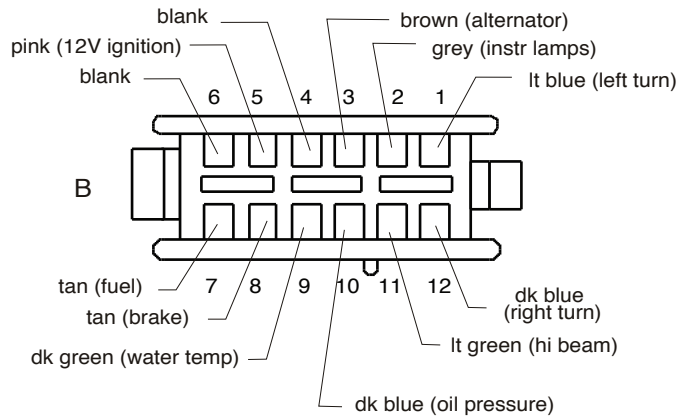 blank
brown (alternator)
pink (12V ignition)
grey (instr lamps)
blank
lt blue (left turn)
6 5 4 3 2 1
B
tan (fuel)
7 8 9 10 11 12
dk blue
(right turn)
tan (brake)
lt green (hi beam)
dk green (water temp)
dk blue (oil pressure)